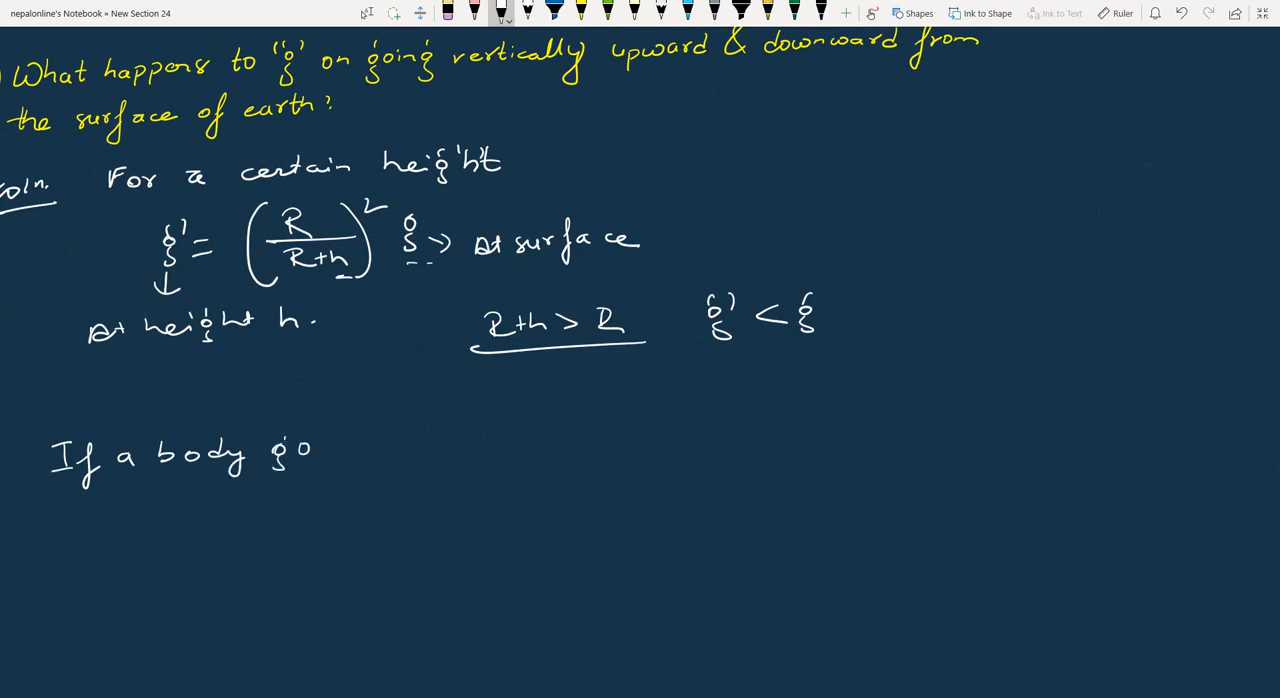 nepalonline's Notebook » New Section 24
Shapes Ink to Shape Ink to Text Ruler
What happens to "g" on going vertically upward & downward from
the surface of earth?
Soln. For a certain height
g' = (R/R+h)² g → At surface
At height h. R+h > R g' < g
If a body go